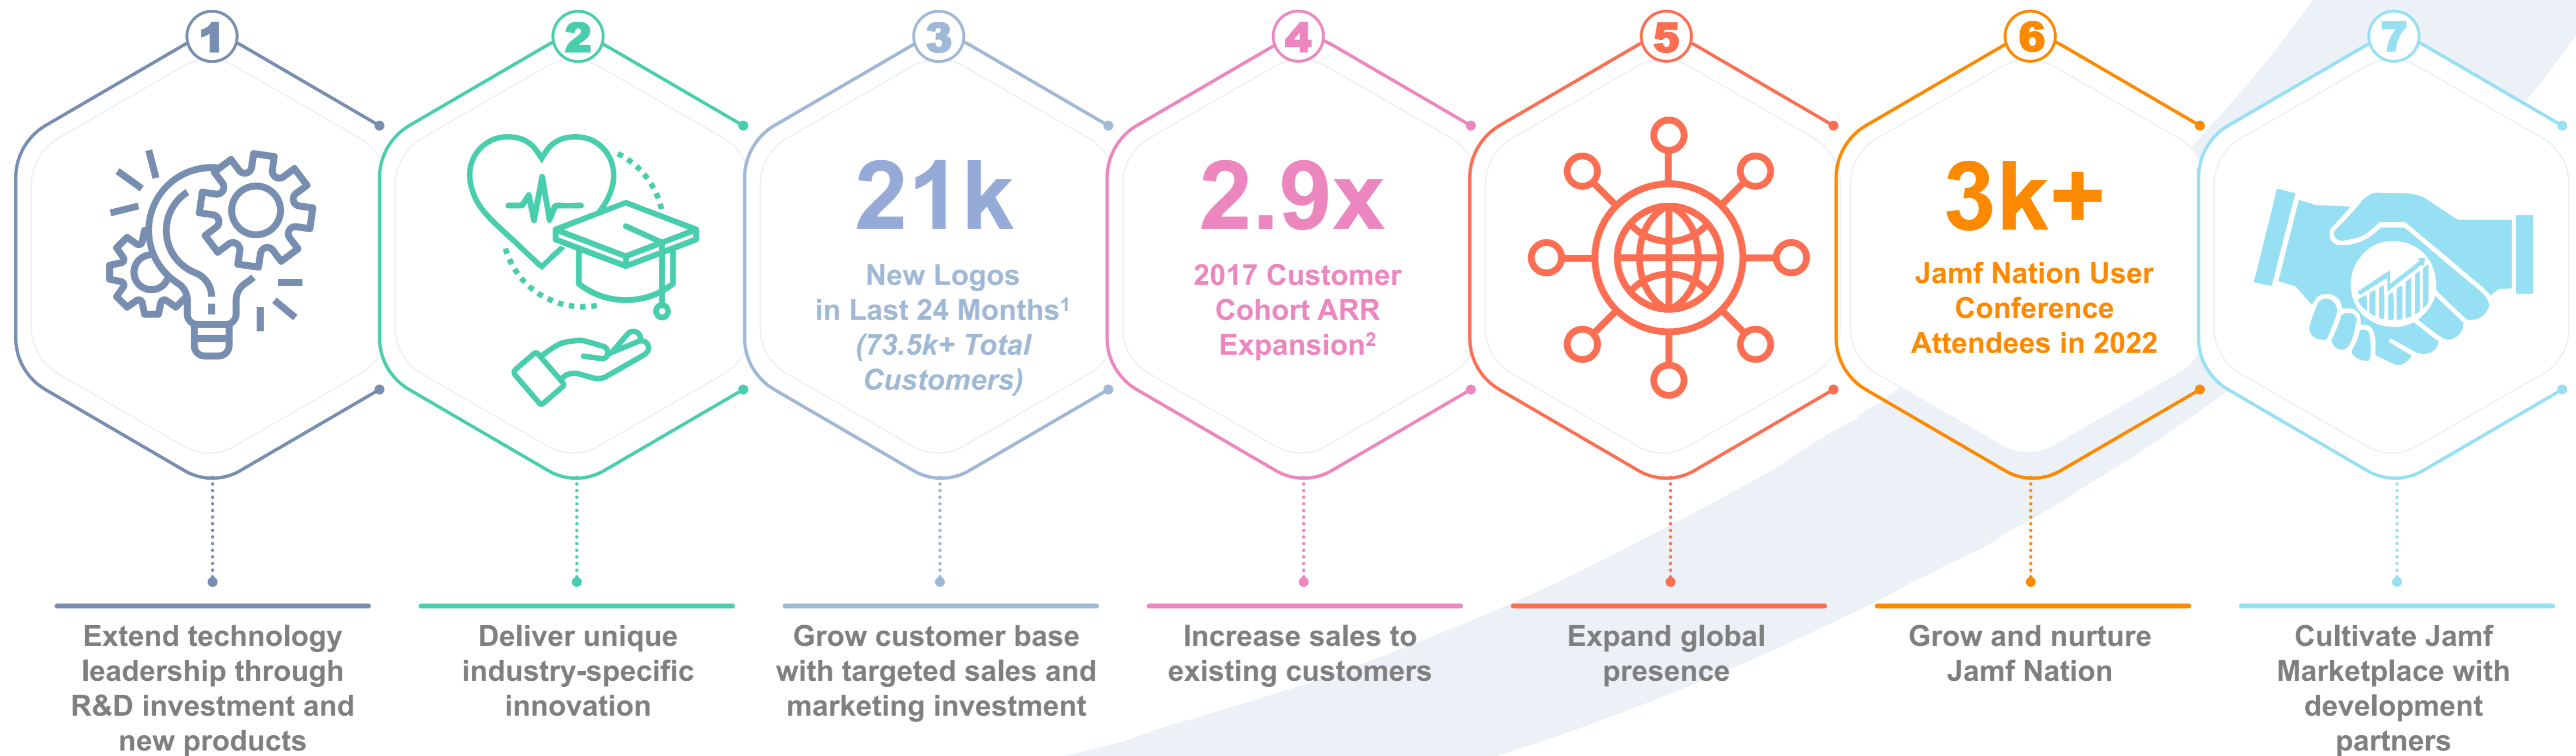 1
2
3
4
5
6
7
21k
New Logos
in Last 24 Months¹
(73.5k+ Total
Customers)
2.9x
2017 Customer
Cohort ARR
Expansion²
3k+
Jamf Nation User
Conference
Attendees in 2022
Extend technology
leadership through
R&D investment and
new products
Deliver unique
industry-specific
innovation
Grow customer base
with targeted sales and
marketing investment
Increase sales to
existing customers
Expand global
presence
Grow and nurture
Jamf Nation
Cultivate Jamf
Marketplace with
development
partners